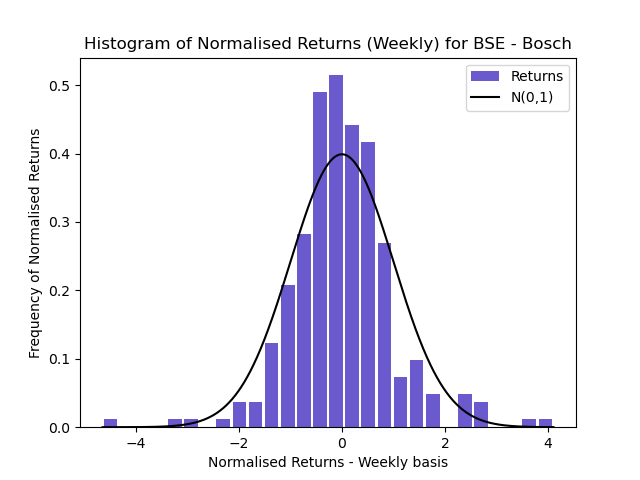 Histogram of Normalised Returns (Weekly) for BSE - Bosch
Returns
N(0,1)
Frequency of Normalised Returns
0.5
0.4
0.3
0.2
0.1
0.0
−4
−2
0
2
4
Normalised Returns - Weekly basis